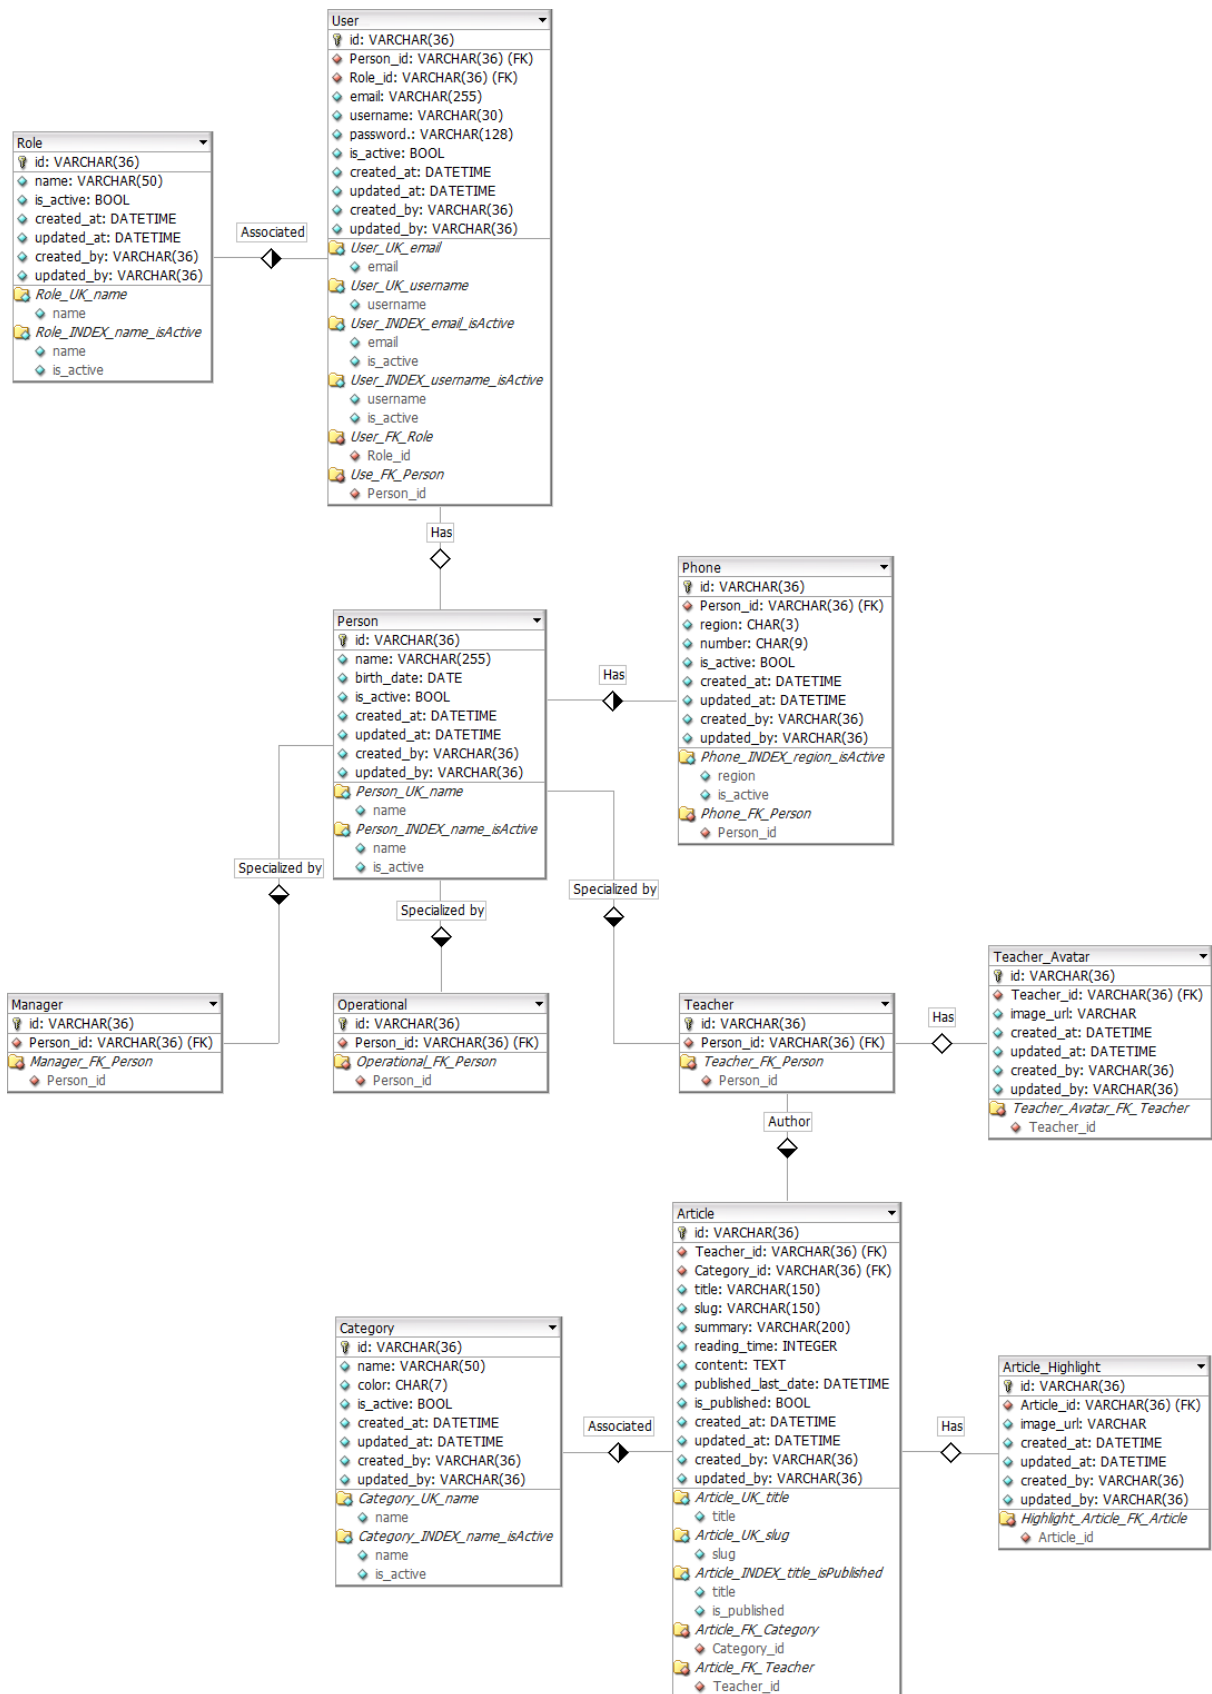 User
id: VARCHAR(36)
Person_id: VARCHAR(36) (FK)
Role_id: VARCHAR(36) (FK)
email: VARCHAR(255)
username: VARCHAR(30)
password.: VARCHAR(128)
is_active: BOOL
created_at: DATETIME
updated_at: DATETIME
created_by: VARCHAR(36)
updated_by: VARCHAR(36)
User_UK_email
email
User_UK_username
username
User_INDEX_email_isActive
email
is_active
User_INDEX_username_isActive
username
is_active
User_FK_Role
Role_id
Use_FK_Person
Person_id
Role
id: VARCHAR(36)
name: VARCHAR(50)
is_active: BOOL
created_at: DATETIME
updated_at: DATETIME
created_by: VARCHAR(36)
updated_by: VARCHAR(36)
Role_UK_name
name
Role_INDEX_name_isActive
name
is_active
Associated
Has
Person
id: VARCHAR(36)
name: VARCHAR(255)
birth_date: DATE
is_active: BOOL
created_at: DATETIME
updated_at: DATETIME
created_by: VARCHAR(36)
updated_by: VARCHAR(36)
Person_UK_name
name
Person_INDEX_name_isActive
name
is_active
Has
Phone
id: VARCHAR(36)
Person_id: VARCHAR(36) (FK)
region: CHAR(3)
number: CHAR(9)
is_active: BOOL
created_at: DATETIME
updated_at: DATETIME
created_by: VARCHAR(36)
updated_by: VARCHAR(36)
Phone_INDEX_region_isActive
region
is_active
Phone_FK_Person
Person_id
Specialized by
Specialized by
Specialized by
Manager
id: VARCHAR(36)
Person_id: VARCHAR(36) (FK)
Manager_FK_Person
Person_id
Operational
id: VARCHAR(36)
Person_id: VARCHAR(36) (FK)
Operational_FK_Person
Person_id
Teacher
id: VARCHAR(36)
Person_id: VARCHAR(36) (FK)
Teacher_FK_Person
Person_id
Has
Teacher_Avatar
id: VARCHAR(36)
Teacher_id: VARCHAR(36) (FK)
image_url: VARCHAR
created_at: DATETIME
updated_at: DATETIME
created_by: VARCHAR(36)
updated_by: VARCHAR(36)
Teacher_Avatar_FK_Teacher
Teacher_id
Author
Article
id: VARCHAR(36)
Teacher_id: VARCHAR(36) (FK)
Category_id: VARCHAR(36) (FK)
title: VARCHAR(150)
slug: VARCHAR(150)
summary: VARCHAR(200)
reading_time: INTEGER
content: TEXT
published_last_date: DATETIME
is_published: BOOL
created_at: DATETIME
updated_at: DATETIME
created_by: VARCHAR(36)
updated_by: VARCHAR(36)
Article_UK_title
title
Article_UK_slug
slug
Article_INDEX_title_isPublished
title
is_published
Article_FK_Category
Category_id
Article_FK_Teacher
Teacher_id
Category
id: VARCHAR(36)
name: VARCHAR(50)
color: CHAR(7)
is_active: BOOL
created_at: DATETIME
updated_at: DATETIME
created_by: VARCHAR(36)
updated_by: VARCHAR(36)
Category_UK_name
name
Category_INDEX_name_isActive
name
is_active
Associated
Has
Article_Highlight
id: VARCHAR(36)
Article_id: VARCHAR(36) (FK)
image_url: VARCHAR
created_at: DATETIME
updated_at: DATETIME
created_by: VARCHAR(36)
updated_by: VARCHAR(36)
Highlight_Article_FK_Article
Article_id